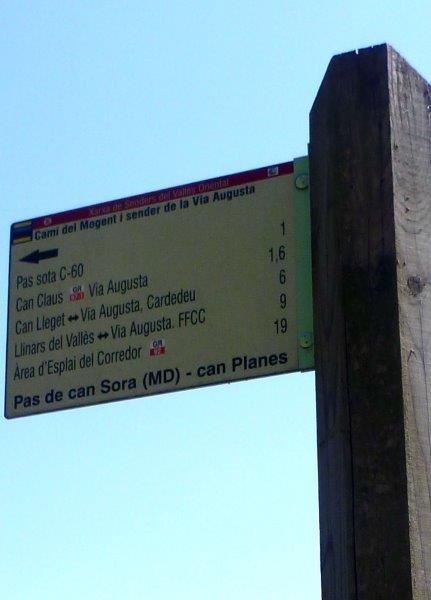 Xarxa de Senders del Vallès Oriental
Camí del Mogent i sender de la Via Augusta
Pas sota C-60 1
Can Claus GR 97-1 Via Augusta 1,6
Can Lleget ↔ Via Augusta, Cardedeu 6
Llinars del Vallès ↔ Via Augusta. FFCC 9
Àrea d'Esplai del Corredor GR 92 19
Pas de can Sora (MD) - can Planes